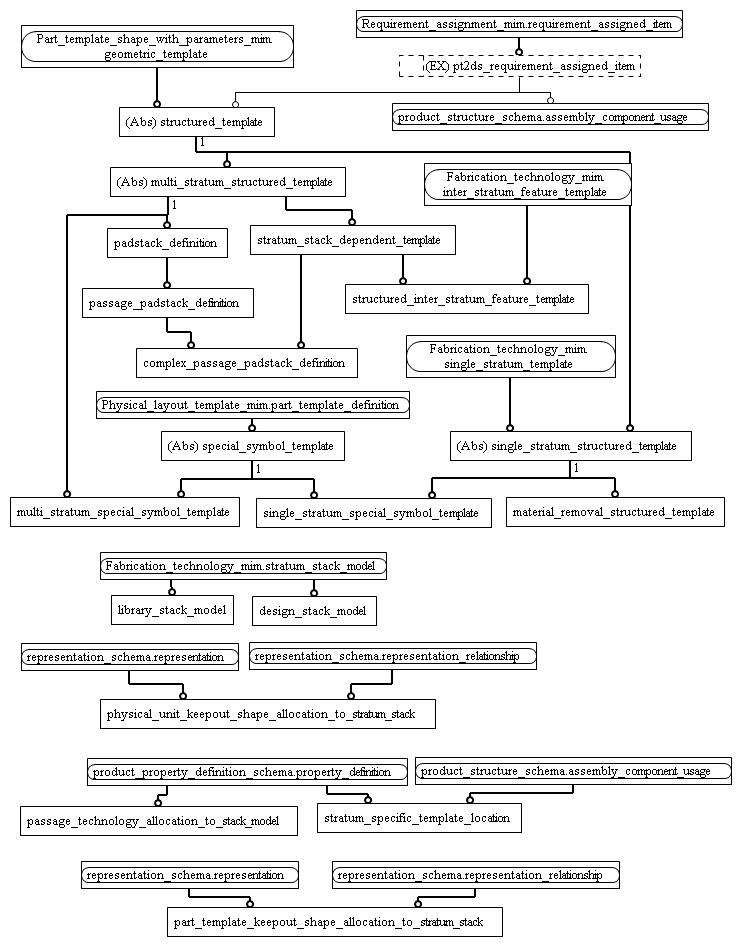 Requirement_assignment_mim.requirement_assigned_item
Part_template_shape_with_parameters_mim.
geometric_template
(EX) pt2ds_requirement_assigned_item
(Abs) structured_template
product_structure_schema.assembly_component_usage
1
(Abs) multi_stratum_structured_template
Fabrication_technology_mim.
inter_stratum_feature_template
1
padstack_definition
stratum_stack_dependent_template
passage_padstack_definition
structured_inter_stratum_feature_template
complex_passage_padstack_definition
Fabrication_technology_mim.
single_stratum_template
Physical_layout_template_mim.part_template_definition
(Abs) special_symbol_template
(Abs) single_stratum_structured_template
1
1
multi_stratum_special_symbol_template
single_stratum_special_symbol_template
material_removal_structured_template
Fabrication_technology_mim.stratum_stack_model
library_stack_model
design_stack_model
representation_schema.representation
representation_schema.representation_relationship
physical_unit_keepout_shape_allocation_to_stratum_stack
product_property_definition_schema.property_definition
product_structure_schema.assembly_component_usage
passage_technology_allocation_to_stack_model
stratum_specific_template_location
representation_schema.representation
representation_schema.representation_relationship
part_template_keepout_shape_allocation_to_stratum_stack